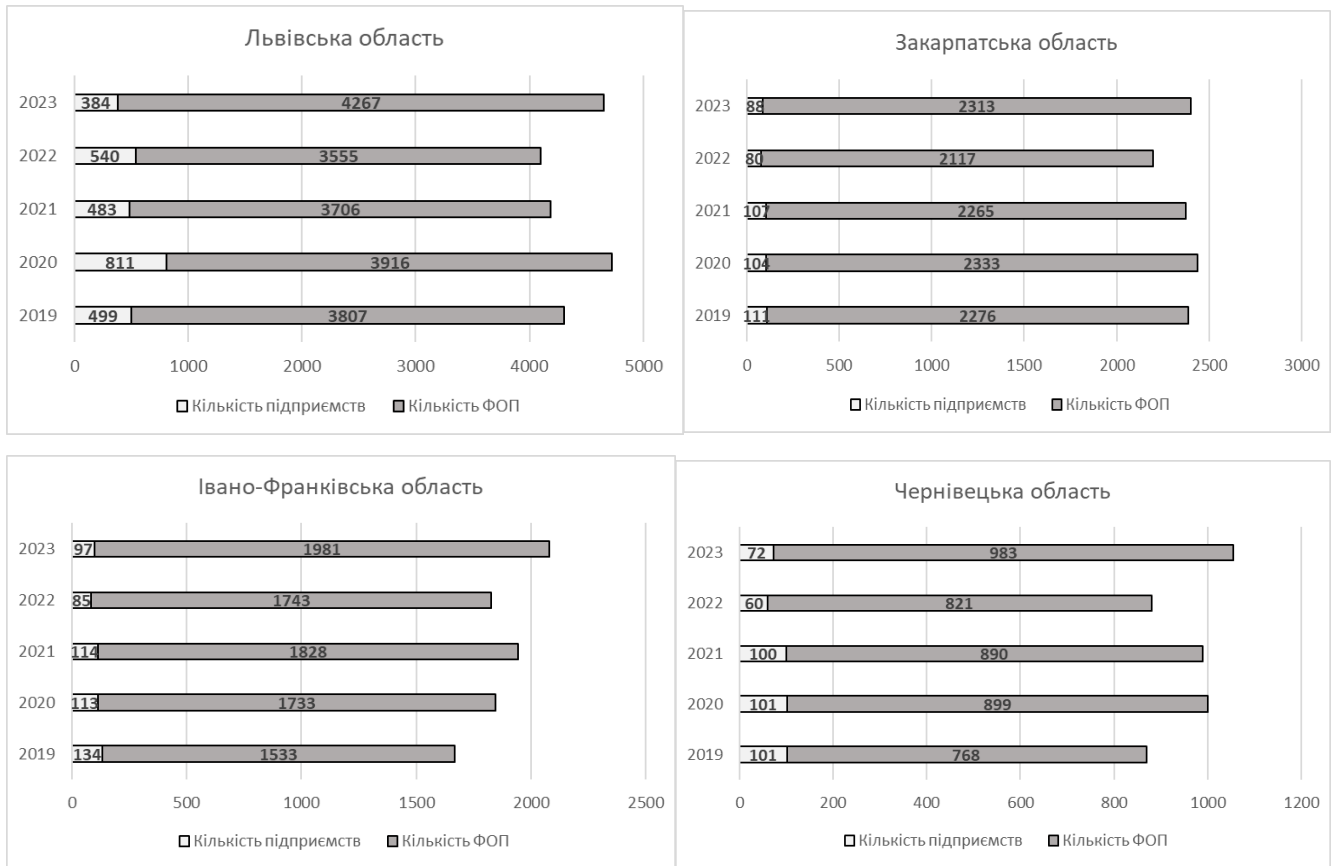 Львівська область
2023 384 4267
2022 540 3555
2021 483 3706
2020 811 3916
2019 499 3807
0 1000 2000 3000 4000 5000
Кількість підприємств Кількість ФОП
Закарпатська область
2023 88 2313
2022 80 2117
2021 107 2265
2020 104 2333
2019 111 2276
0 500 1000 1500 2000 2500 3000
Кількість підприємств Кількість ФОП
Івано-Франківська область
2023 97 1981
2022 85 1743
2021 114 1828
2020 113 1733
2019 134 1533
0 500 1000 1500 2000 2500
Кількість підприємств Кількість ФОП
Чернівецька область
2023 72 983
2022 60 821
2021 100 890
2020 101 899
2019 101 768
0 200 400 600 800 1000 1200
Кількість підприємств Кількість ФОП